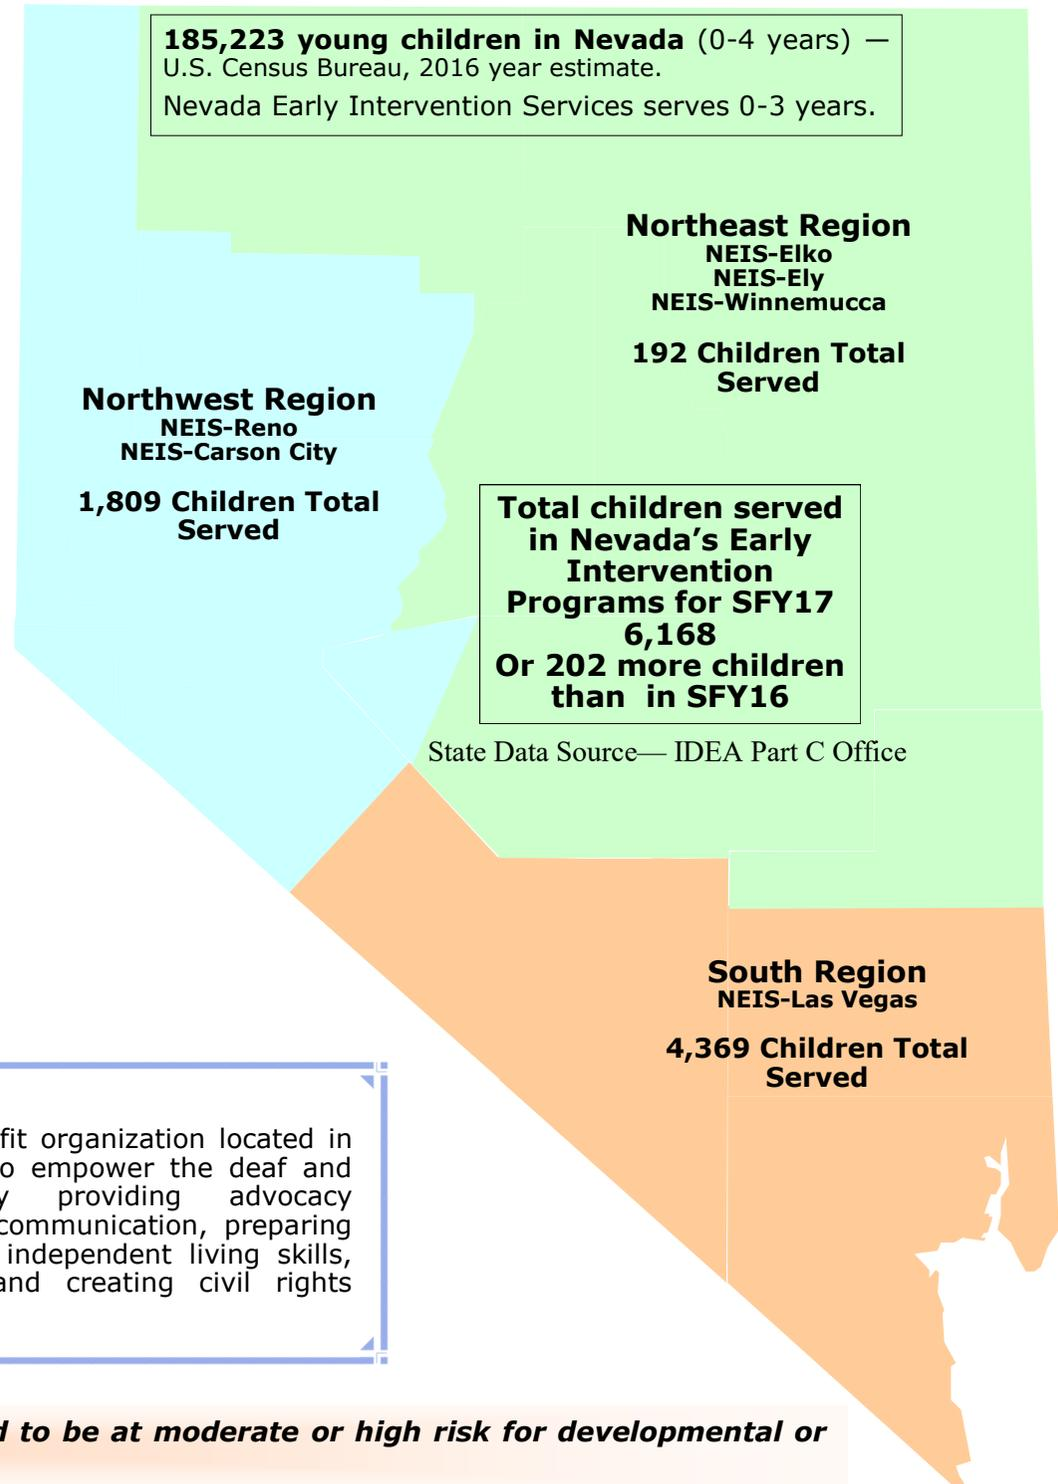 185,223 young children in Nevada (0-4 years) —
U.S. Census Bureau, 2016 year estimate.
Nevada Early Intervention Services serves 0-3 years.
Northeast Region
NEIS-Elko
NEIS-Ely
NEIS-Winnemucca
192 Children Total
Served
Northwest Region
NEIS-Reno
NEIS-Carson City
1,809 Children Total
Served
Total children served
in Nevada’s Early
Intervention
Programs for SFY17
6,168
Or 202 more children
than in SFY16
State Data Source— IDEA Part C Office
South Region
NEIS-Las Vegas
4,369 Children Total
Served
fit organization located in
o empower the deaf and
y providing advocacy
communication, preparing
independent living skills,
and creating civil rights
d to be at moderate or high risk for developmental or